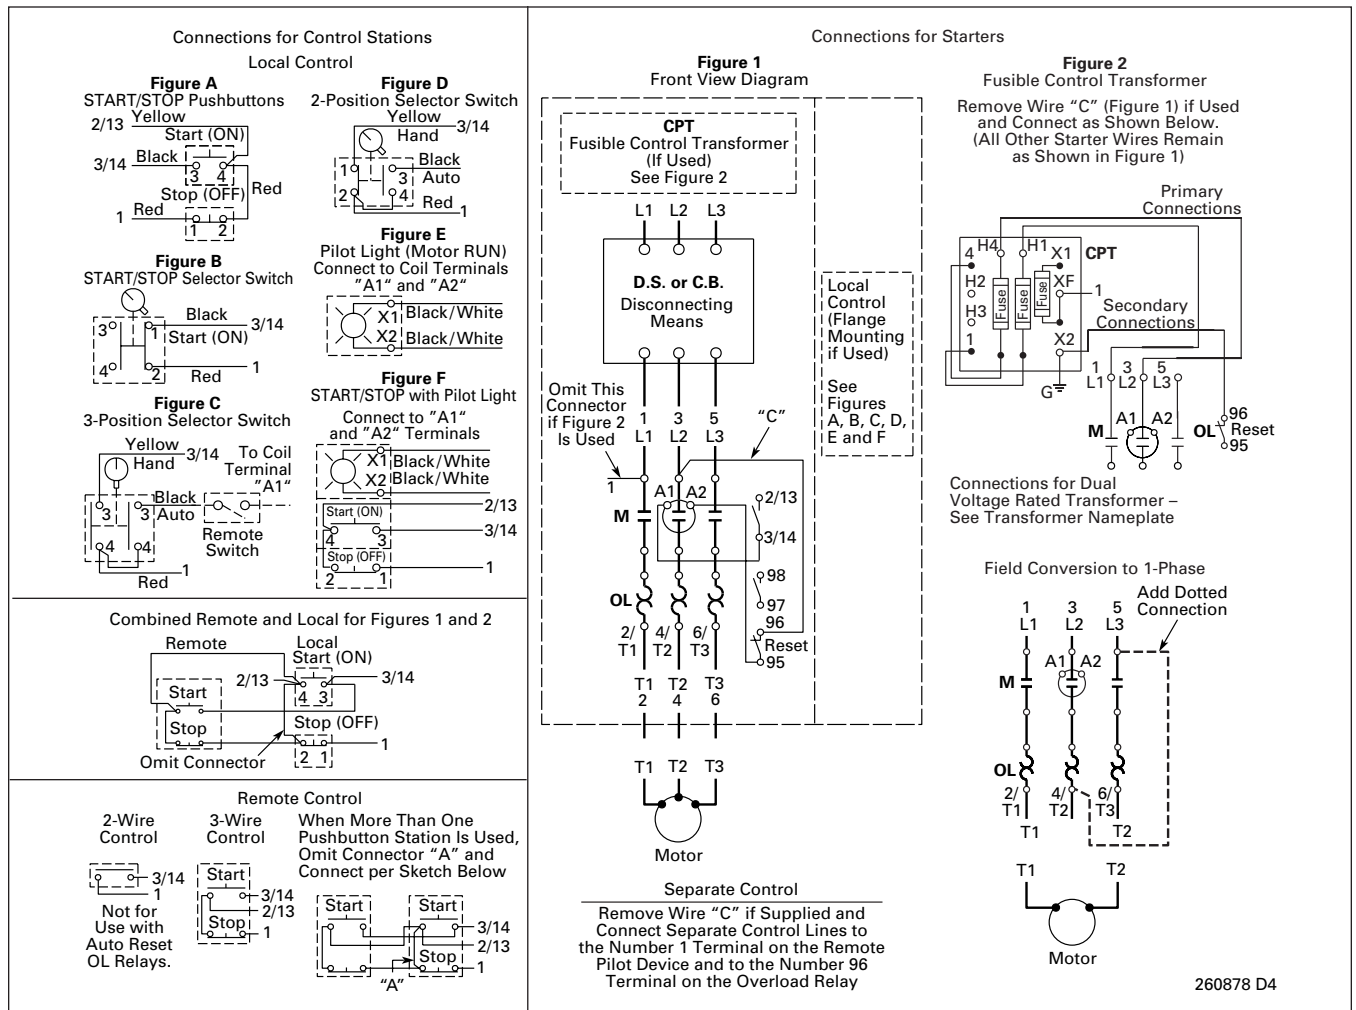 Connections for Control Stations
Local Control
Figure A
START/STOP Pushbuttons
2/13
Yellow
Start (ON)
3/14
Black
3 4
Red
Stop (OFF)
1
Red
1 2
Figure B
START/STOP Selector Switch
Black
3/14
3
1
Start (ON)
4
2
1
Red
Figure C
3-Position Selector Switch
Yellow
3/14
Hand
To Coil
Terminal
"A1"
Black
Auto
3
3
Remote
Switch
4
4
1
Red
Figure D
2-Position Selector Switch
Yellow
3/14
Hand
Black
1
3
Auto
2
4
Red
1
Figure E
Pilot Light (Motor RUN)
Connect to Coil Terminals
"A1" and "A2"
X1
Black/White
X2
Black/White
Figure F
START/STOP with Pilot Light
Connect to "A1"
and "A2" Terminals
X1
Black/White
X2
Black/White
2/13
Start (ON)
3/14
4
3
Stop (OFF)
1
2
1
Combined Remote and Local for Figures 1 and 2
Remote
Local
Start (ON)
2/13
3/14
4 3
Start
Stop
Stop (OFF)
1
2 1
Omit Connector
Remote Control
2-Wire
Control
3/14
1
Not for
Use with
Auto Reset
OL Relays.
3-Wire
Control
Start
3/14
2/13
Stop
1
When More Than One
Pushbutton Station Is Used,
Omit Connector "A" and
Connect per Sketch Below
Start
Start
3/14
2/13
Stop
1
"A"
Connections for Starters
Figure 1
Front View Diagram
CPT
Fusible Control Transformer
(If Used)
See Figure 2
L1 L2 L3
D.S. or C.B.
Disconnecting
Means
Local
Control
(Flange
Mounting
if Used)
See
Figures
A, B, C, D,
E and F
Omit This
Connector
if Figure 2
Is Used
1 3 5
L1 L2 L3
"C"
1
A1 A2
2/13
M
3/14
98
97
OL
96
Reset
95
2/ 4/ 6/
T1 T2 T3
T1 T2 T3
2 4 6
T1 T2 T3
Motor
Separate Control
Remove Wire "C" if Supplied and
Connect Separate Control Lines to
the Number 1 Terminal on the Remote
Pilot Device and to the Number 96
Terminal on the Overload Relay
Figure 2
Fusible Control Transformer
Remove Wire "C" (Figure 1) if Used
and Connect as Shown Below.
(All Other Starter Wires Remain
as Shown in Figure 1)
Primary
Connections
H4 H1 X1
CPT
4
H2
XF
1
Fuse
Fuse
Fuse
H3
Secondary
Connections
1
X2
G
1 3 5
L1 L2 L3
M
A1 A2
OL
96
Reset
95
Connections for Dual
Voltage Rated Transformer –
See Transformer Nameplate
Field Conversion to 1-Phase
Add Dotted
Connection
1 3 5
L1 L2 L3
A1 A2
M
OL
2/ 4/ 6/
T1 T2 T3
T1 T2
T1 T2
Motor
260878 D4